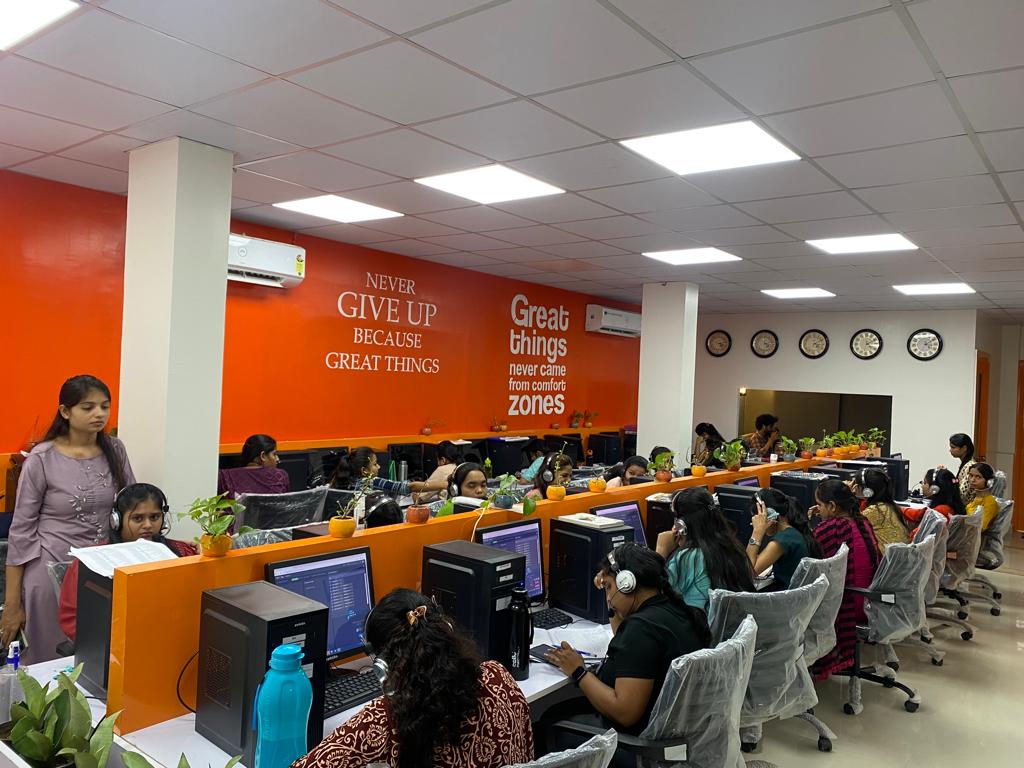 NEVER
GIVE UP
BECAUSE
GREAT THINGS
Great
things
never came
from comfort
zones